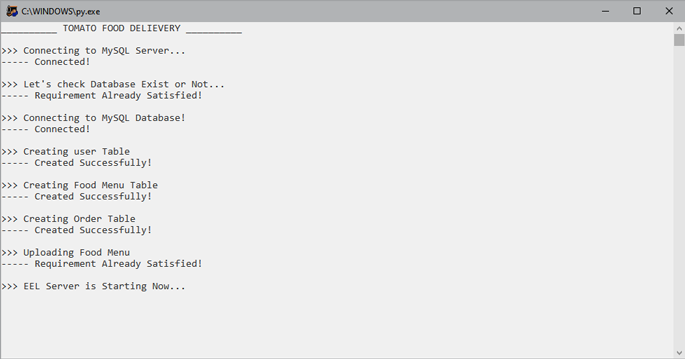 C:\WINDOWS\py.exe
__________ TOMATO FOOD DELIEVERY __________
>>> Connecting to MySQL Server...
----- Connected!
>>> Let's check Database Exist or Not...
----- Requirement Already Satisfied!
>>> Connecting to MySQL Database!
----- Connected!
>>> Creating user Table
----- Created Successfully!
>>> Creating Food Menu Table
----- Created Successfully!
>>> Creating Order Table
----- Created Successfully!
>>> Uploading Food Menu
----- Requirement Already Satisfied!
>>> EEL Server is Starting Now...